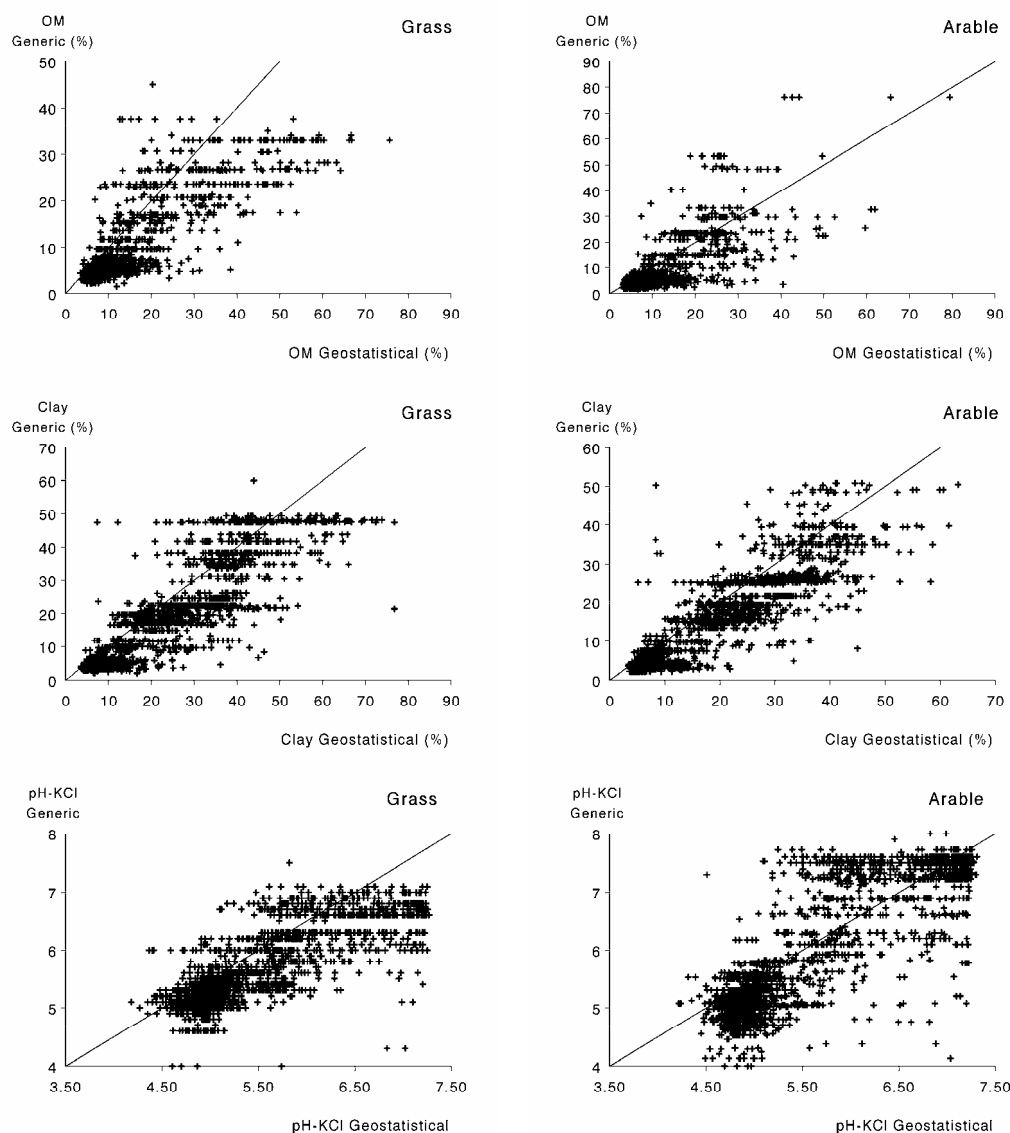 OM
Generic (%)
Grass
50
40
30
20
10
0
0 10 20 30 40 50 60 70 80 90
OM Geostatistical (%)
OM
Generic (%)
Arable
90
80
70
60
50
40
30
20
10
0
0 10 20 30 40 50 60 70 80 90
OM Geostatistical (%)
Clay
Generic (%)
Grass
70
60
50
40
30
20
10
0
0 10 20 30 40 50 60 70 80 90
Clay Geostatistical (%)
Clay
Generic (%)
Arable
60
50
40
30
20
10
0
0 10 20 30 40 50 60 70
Clay Geostatistical (%)
pH-KCl
Generic
Grass
8
7
6
5
4
3.50 4.50 5.50 6.50 7.50
pH-KCl Geostatistical
pH-KCl
Generic
Arable
8
7
6
5
4
3.50 4.50 5.50 6.50 7.50
pH-KCl Geostatistical